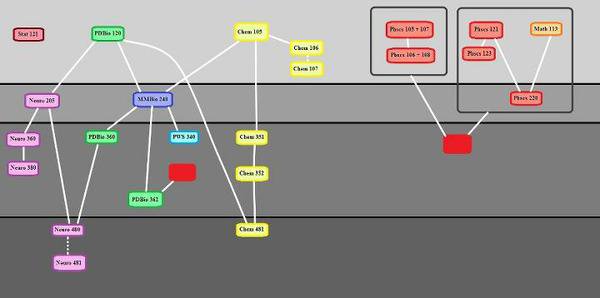 Stat 121
PDBio 120
Chem 105
Chem 106
Chem 107
Phscs 105 + 107
Phscs 106 + 108
Phscs 121
Math 113
Phscs 123
Phscs 220
Neuro 205
MMBio 240
Neuro 360
PDBio 360
PWS 340
Chem 351
Neuro 380
Chem 352
PDBio 362
Neuro 480
Chem 481
Neuro 481